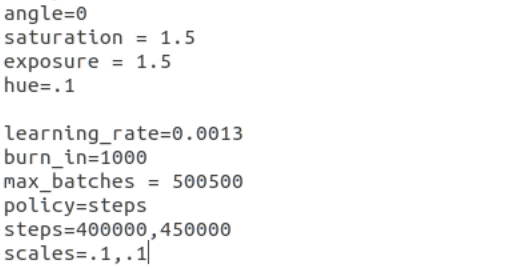 angle=0
saturation = 1.5
exposure = 1.5
hue=.1
learning_rate=0.0013
burn_in=1000
max_batches = 500500
policy=steps
steps=400000,450000
scales=.1,.1